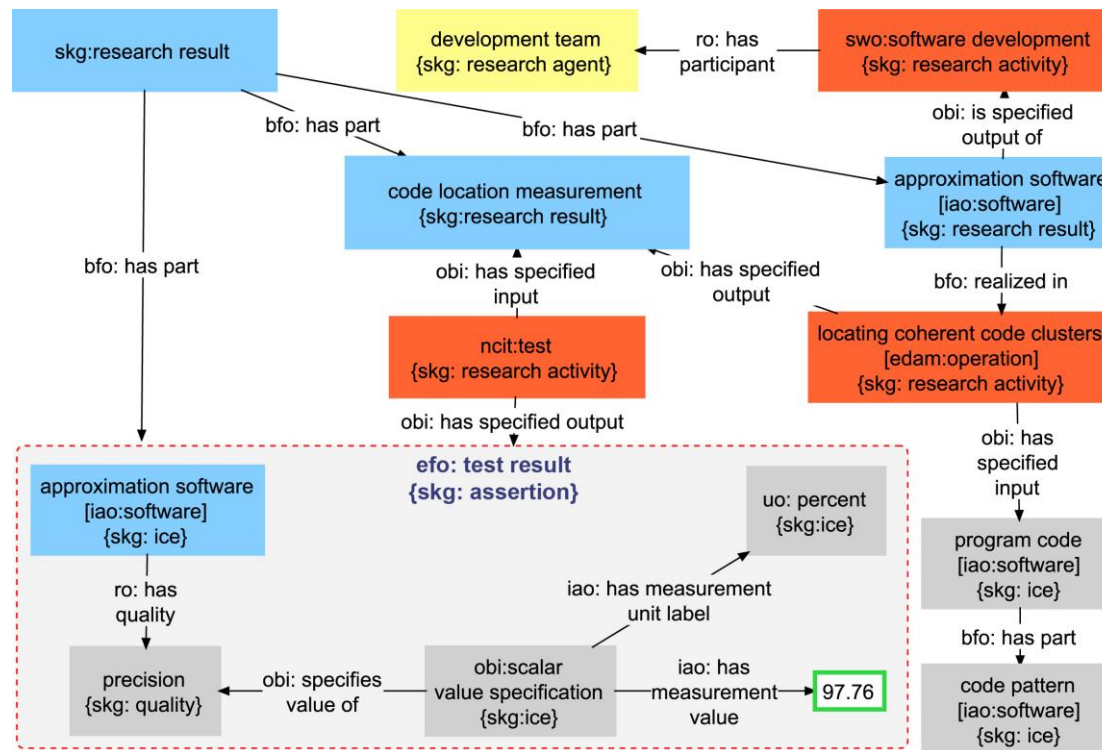 skg:research result
development team
{skg: research agent}
ro: has
participant
swo:software development
{skg: research activity}
bfo: has part
bfo: has part
obi: is specified
output of
code location measurement
{skg:research result}
approximation software
[iao:software]
{skg: research result}
bfo: has part
obi: has specified
input
obi: has specified
output
bfo: realized in
ncit:test
{skg: research activity}
locating coherent code clusters
[edam:operation]
{skg: research activity}
obi: has specified output
obi: has
specified
input
efo: test result
{skg: assertion}
approximation software
[iao:software]
{skg: ice}
uo: percent
{skg:ice}
program code
[iao:software]
{skg: ice}
ro: has
quality
iao: has measurement
unit label
bfo: has part
precision
{skg: quality}
obi: specifies
value of
obi:scalar
value specification
{skg:ice}
iao: has
measurement
value
97.76
code pattern
[iao:software]
{skg: ice}